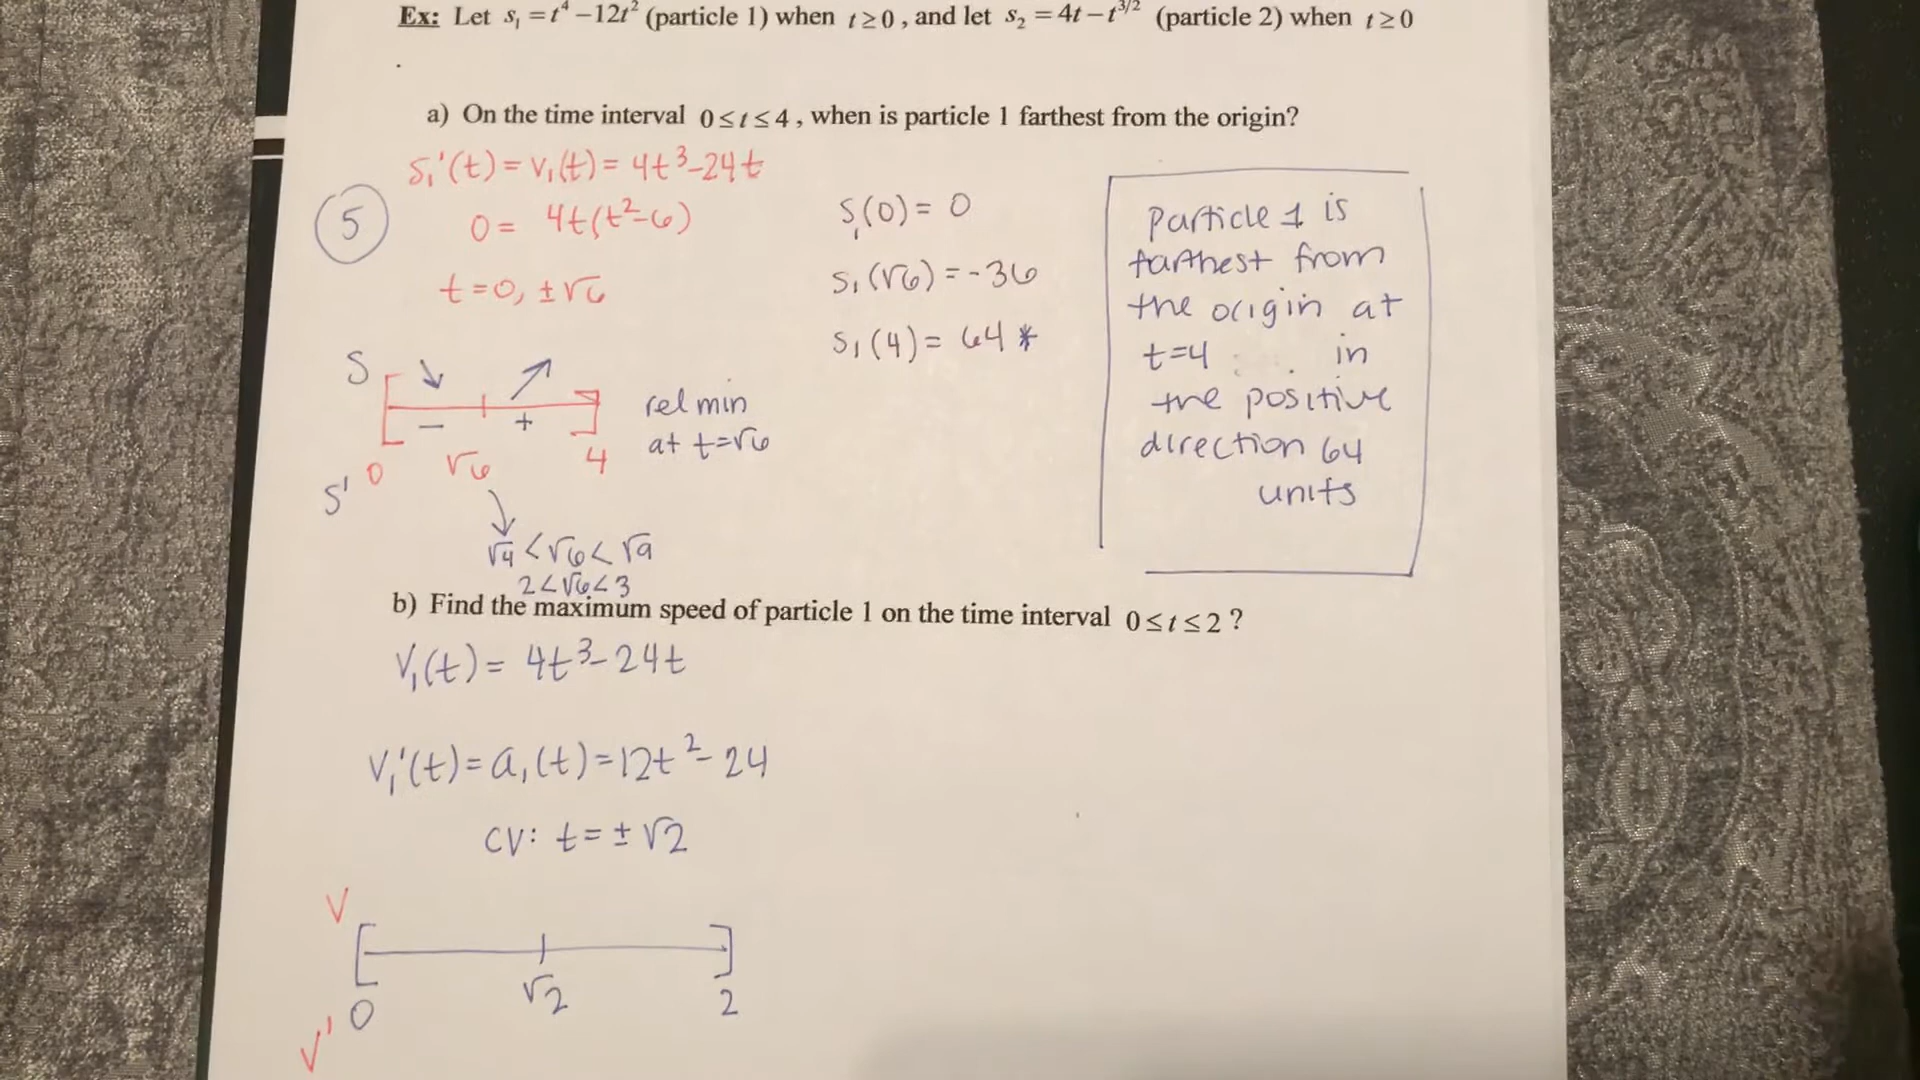 Ex: Let s₁ = t⁴ − 12t² (particle 1) when t ≥ 0, and let s₂ = 4t − t^(3/2) (particle 2) when t ≥ 0
.
a) On the time interval 0 ≤ t ≤ 4, when is particle 1 farthest from the origin?
S₁'(t) = V₁(t) = 4t³ − 24t
5
0 = 4t(t² − 6)
t = 0, ±√6
S₁(0) = 0
S₁(√6) = −36
S₁(4) = 64 *
Particle 1 is
farthest from
the origin at
t=4 in
the positive
direction 64
units
S
− +
0 √6 4
S'
rel min
at t=√6
√4 < √6 < √9
2 < √6 < 3
b) Find the maximum speed of particle 1 on the time interval 0 ≤ t ≤ 2 ?
V₁(t) = 4t³ − 24t
V₁'(t) = a₁(t) = 12t² − 24
CV: t = ± √2
V
0 √2 2
V'